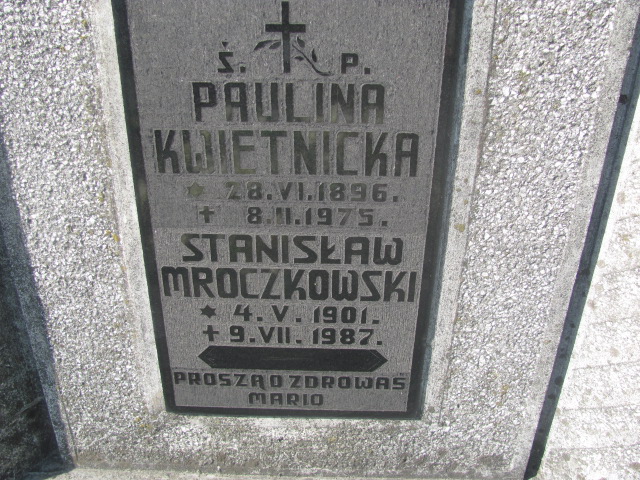 Ś. P.
PAULINA
KWIETNICKA
* 28.VI.1896.
+ 8.II.1975.
STANISŁAW
MROCZKOWSKI
* 4.V.1901.
+ 9.VII.1987.
PROSZĄ O ZDROWAŚ
MARIO